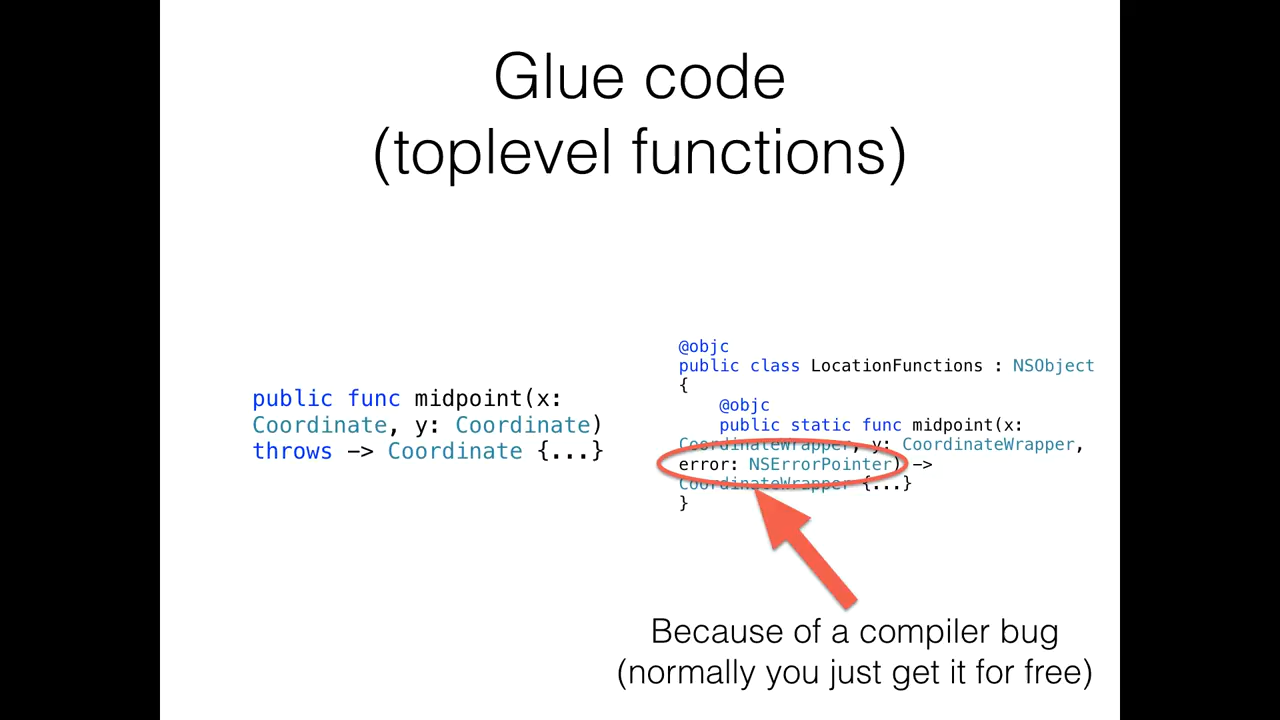 Glue code
(toplevel functions)
public func midpoint(x:
Coordinate, y: Coordinate)
throws -> Coordinate {...}
@objc
public class LocationFunctions : NSObject
{
@objc
public static func midpoint(x:
CoordinateWrapper, y: CoordinateWrapper,
error: NSErrorPointer) ->
CoordinateWrapper {...}
}
Because of a compiler bug
(normally you just get it for free)